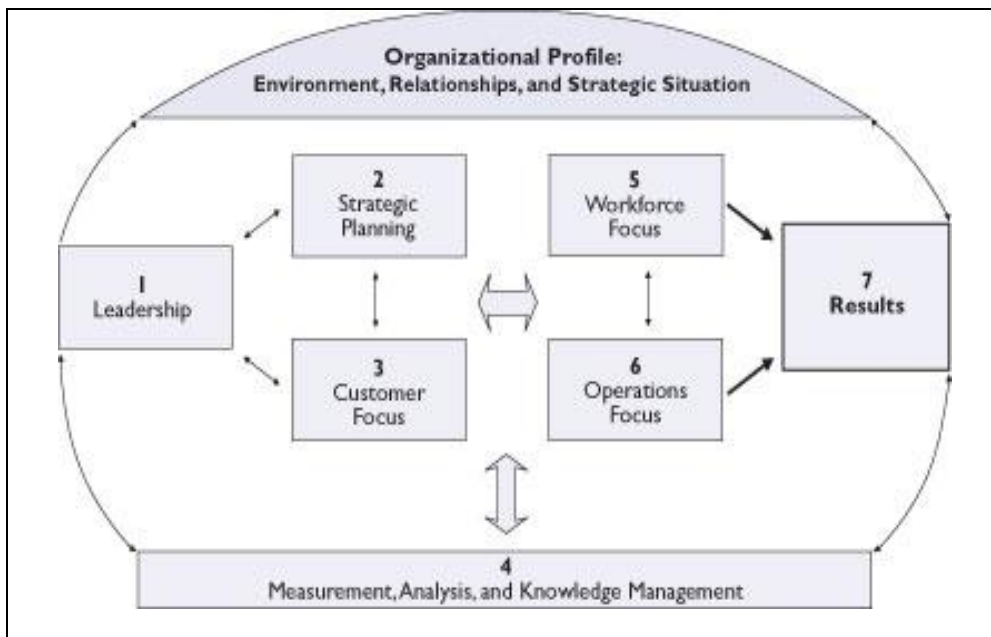 Organizational Profile:
Environment, Relationships, and Strategic Situation
2
Strategic
Planning
5
Workforce
Focus
1
Leadership
7
Results
3
Customer
Focus
6
Operations
Focus
4
Measurement, Analysis, and Knowledge Management